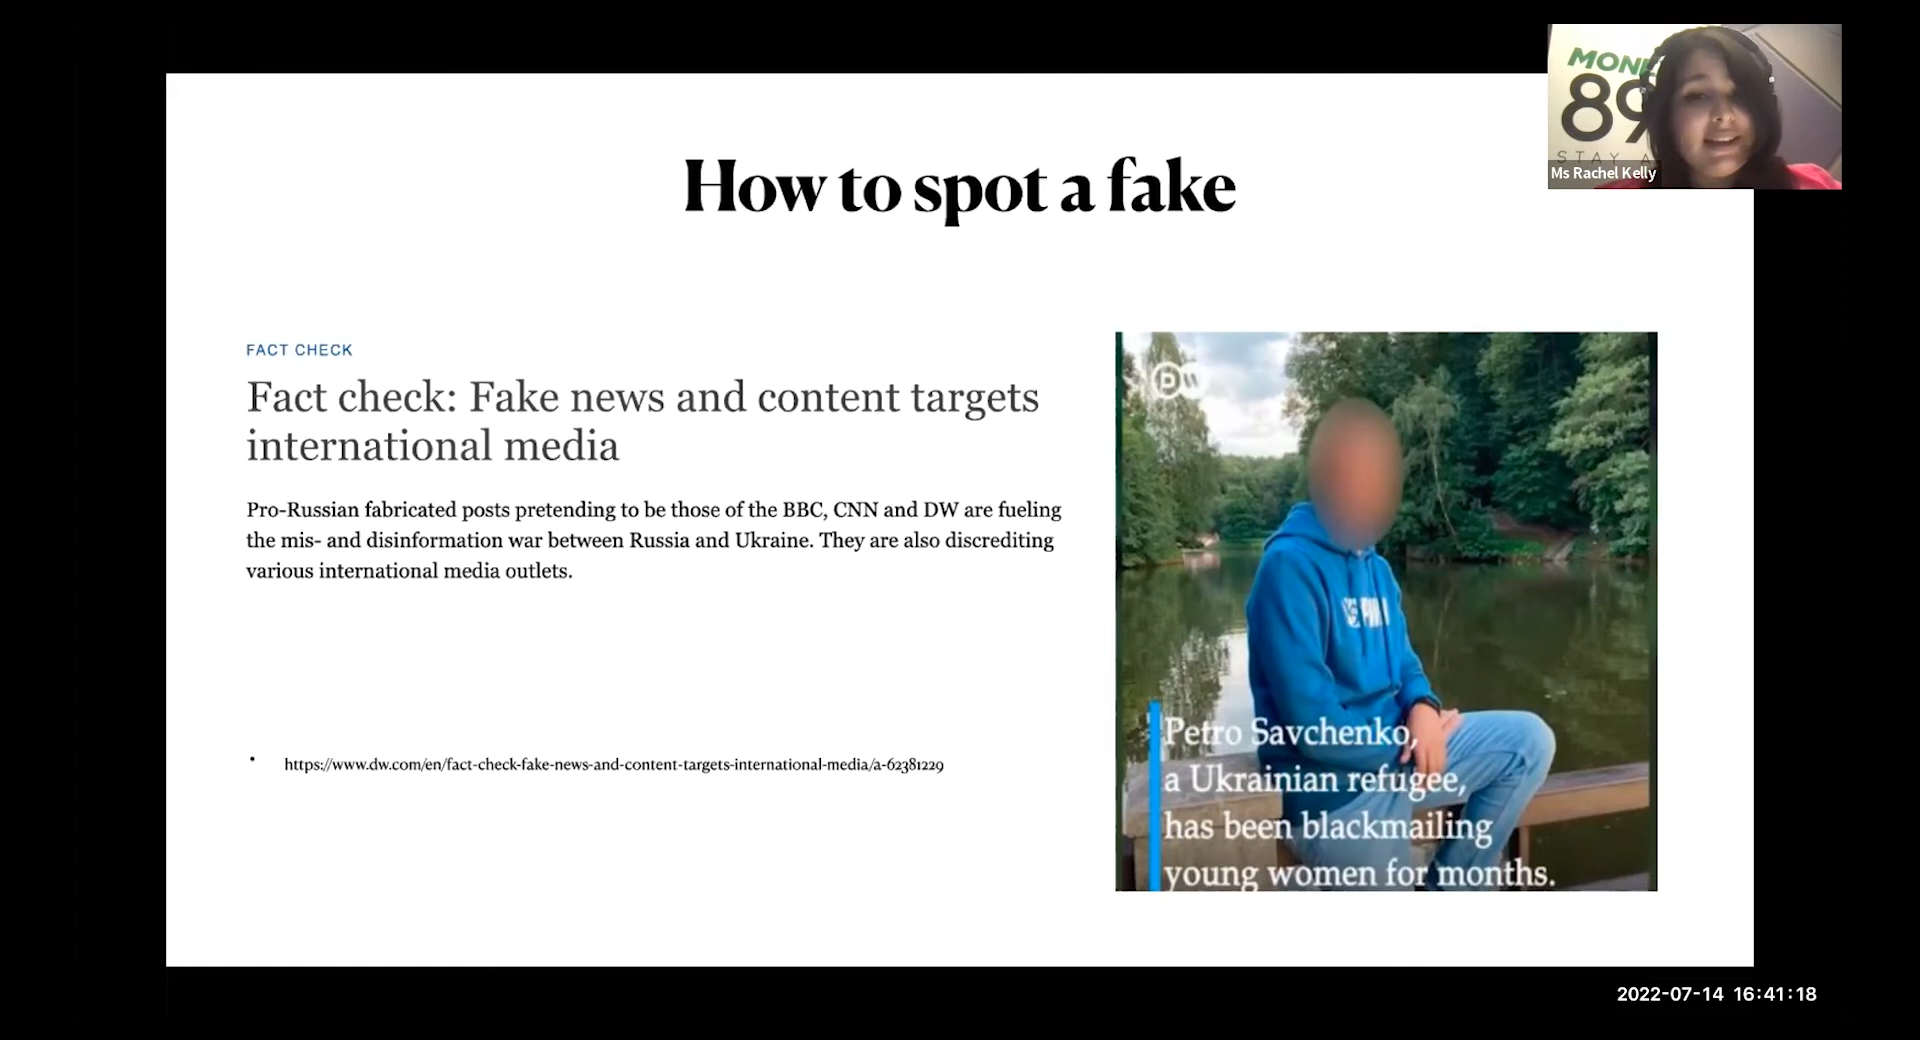 MONE
89
STAY A
Ms Rachel Kelly
How to spot a fake
FACT CHECK
Fact check: Fake news and content targets
international media
Pro-Russian fabricated posts pretending to be those of the BBC, CNN and DW are fueling
the mis- and disinformation war between Russia and Ukraine. They are also discrediting
various international media outlets.
https://www.dw.com/en/fact-check-fake-news-and-content-targets-international-media/a-62381229
DW
Petro Savchenko,
a Ukrainian refugee,
has been blackmailing
young women for months.
2022-07-14 16:41:18